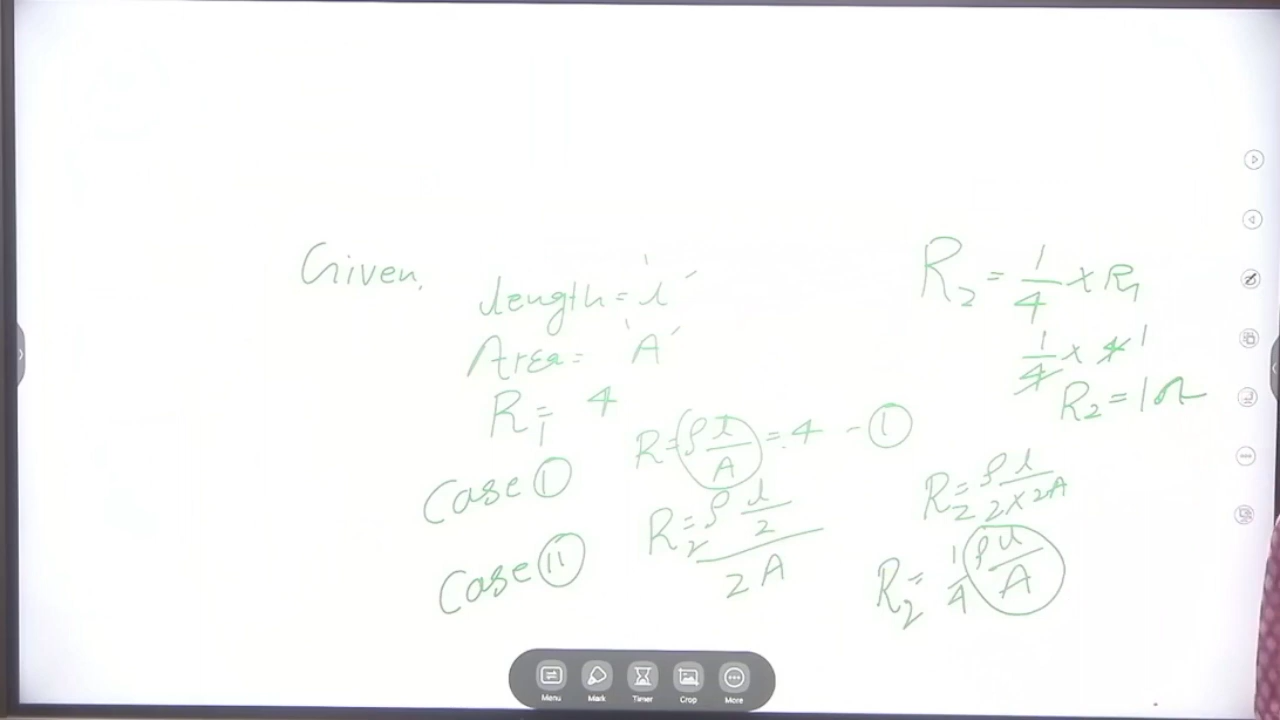 Given,
length = 'l'
Area = 'A'
R₁ = 4
Case I
R = ρ l/A = 4 - ①
Case II
R₂ = ρ l/2 / 2A
R₂ = 1/4 × R₁
1/4 × 4 1
R₂ = 1Ω
R₂ = ρ l / 2 × 2A
R₂ = 1/4 ρ l/A
Menu Mark Timer Crop More